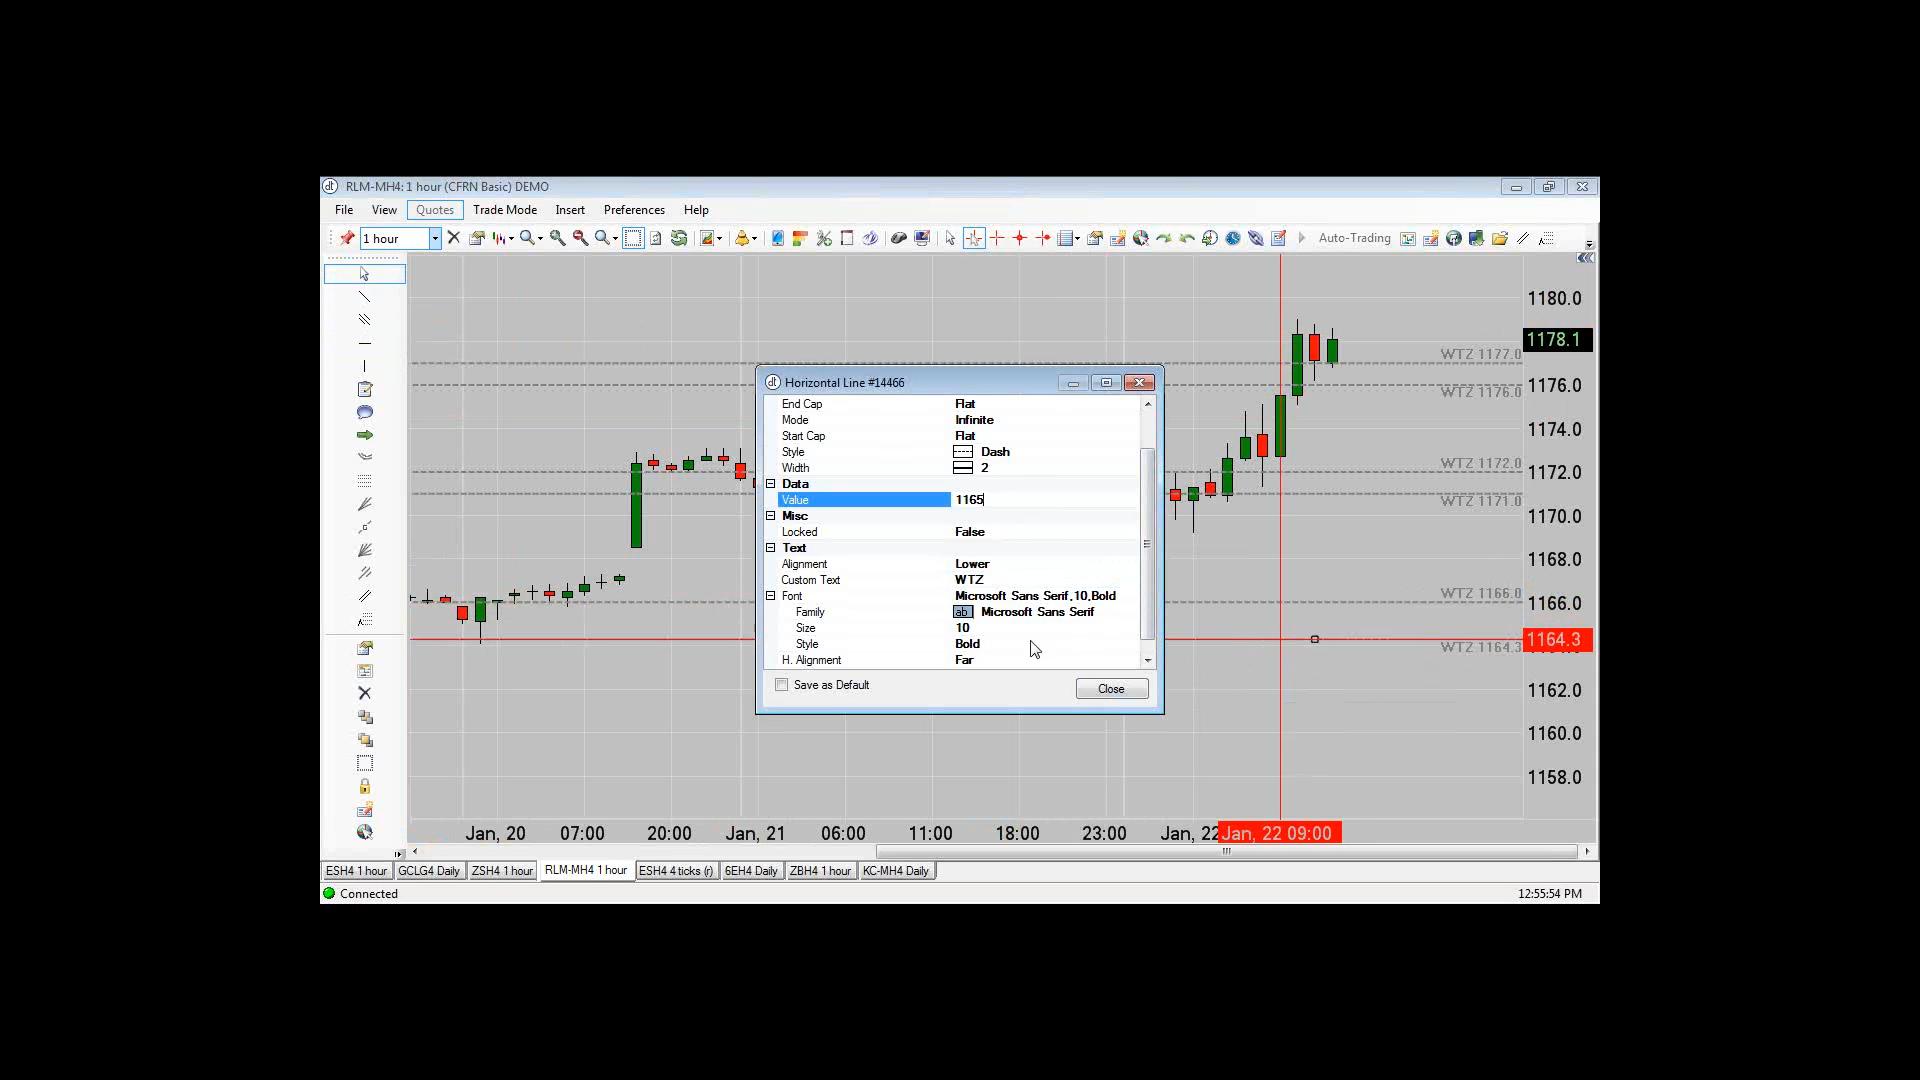 RLM-MH4: 1 hour (CFRN Basic) DEMO
File View Quotes Trade Mode Insert Preferences Help
1 hour Auto-Trading
1180.0
1178.1
WTZ 1177.0
1176.0
WTZ 1176.0
1174.0
WTZ 1172.0
1172.0
WTZ 1171.0
1170.0
1168.0
WTZ 1166.0
1166.0
1164.3
WTZ 1164.3
1162.0
1160.0
1158.0
Horizontal Line #14466
End Cap Flat
Mode Infinite
Start Cap Flat
Style Dash
Width 2
Data
Value 1165
Misc
Locked False
Text
Alignment Lower
Custom Text WTZ
Font Microsoft Sans Serif, 10, Bold
Family ab Microsoft Sans Serif
Size 10
Style Bold
H. Alignment Far
Save as Default Close
Jan, 20 07:00 20:00 Jan, 21 06:00 11:00 18:00 23:00 Jan, 22 Jan, 22 09:00
ESH4 1 hour GCLG4 Daily ZSH4 1 hour RLM-MH4 1 hour ESH4 4 ticks (r) 6EH4 Daily ZBH4 1 hour KC-MH4 Daily
Connected 12:55:54 PM